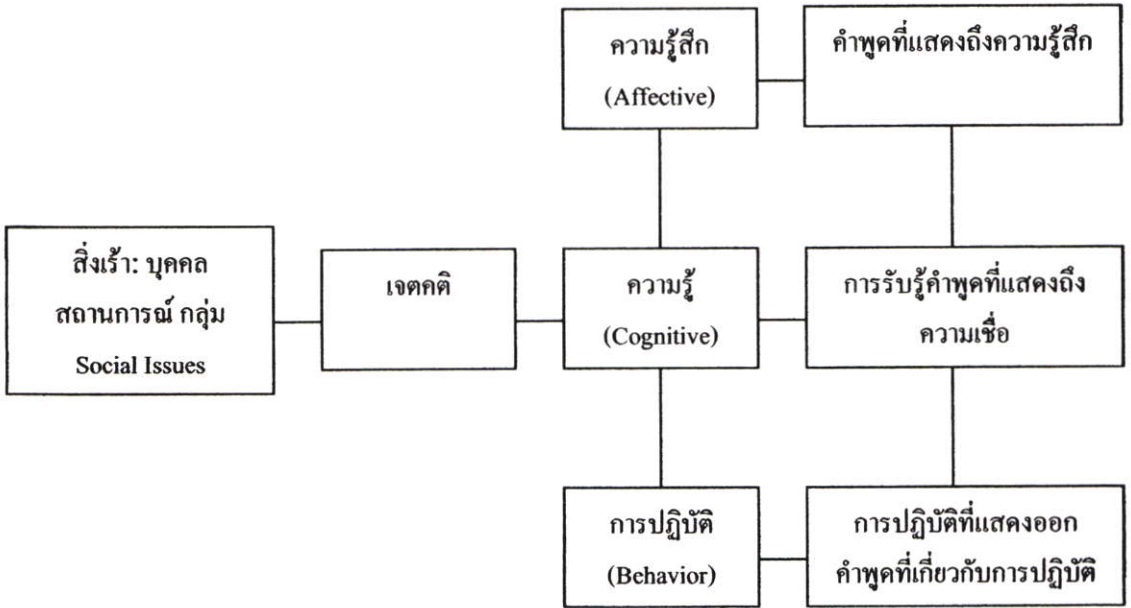 ความรู้สึก
(Affective)
คำพูดที่แสดงถึงความรู้สึก
สิ่งเร้า: บุคคล
สถานการณ์ กลุ่ม
Social Issues
เจตคติ
ความรู้
(Cognitive)
การรับรู้คำพูดที่แสดงถึง
ความเชื่อ
การปฏิบัติ
(Behavior)
การปฏิบัติที่แสดงออก
คำพูดที่เกี่ยวกับการปฏิบัติ